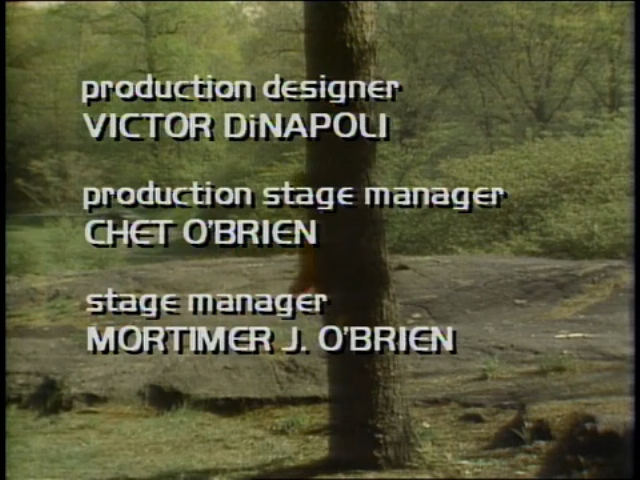 production designer
VICTOR DiNAPOLI
production stage manager
CHET O'BRIEN
stage manager
MORTIMER J. O'BRIEN